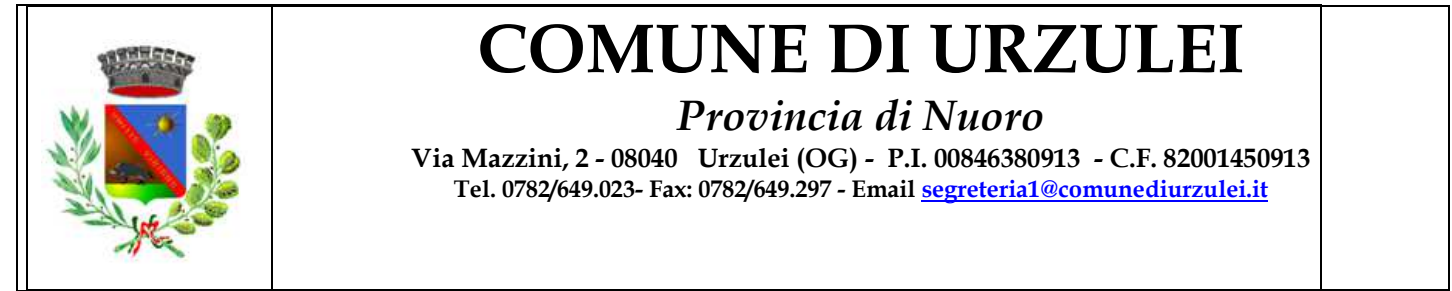 COMUNE DI URZULEI
Provincia di Nuoro
Via Mazzini, 2 - 08040 Urzulei (OG) - P.I. 00846380913 - C.F. 82001450913
Tel. 0782/649.023- Fax: 0782/649.297 - Email segreteria1@comunediurzulei.it